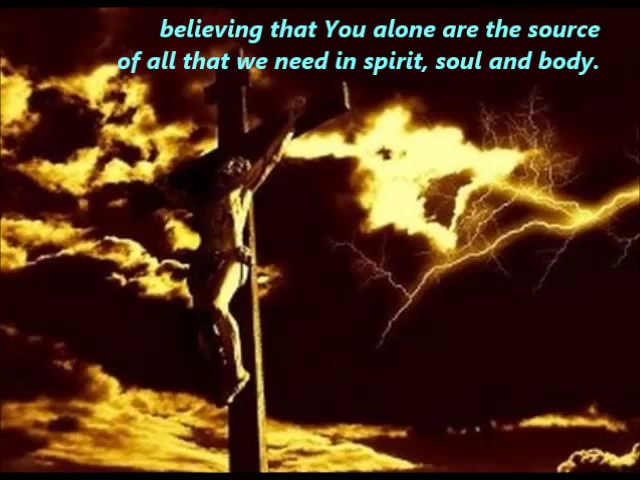 believing that You alone are the source
of all that we need in spirit, soul and body.